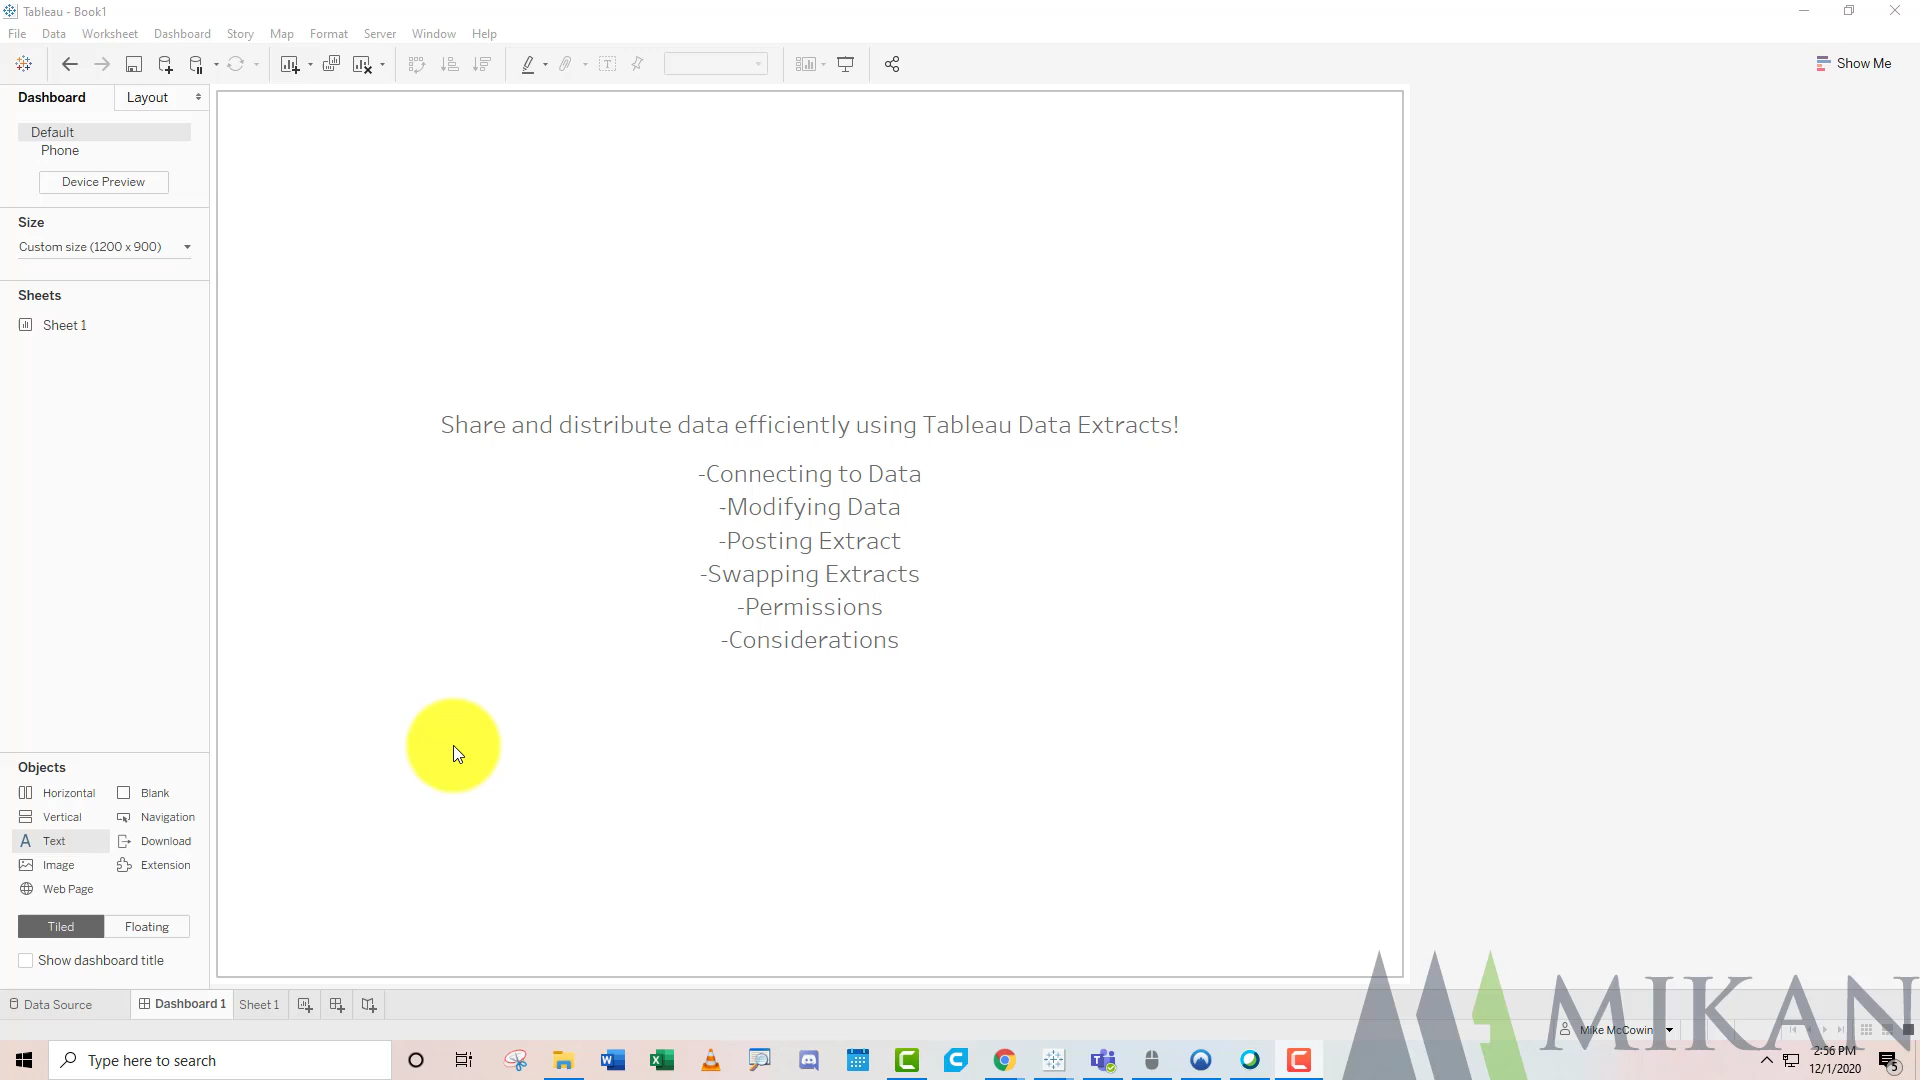 Tableau - Book1
File Data Worksheet Dashboard Story Map Format Server Window Help
Show Me
Dashboard Layout
Default
Phone
Device Preview
Size
Custom size (1200 x 900)
Sheets
Sheet 1
Share and distribute data efficiently using Tableau Data Extracts!
-Connecting to Data
-Modifying Data
-Posting Extract
-Swapping Extracts
-Permissions
-Considerations
Objects
Horizontal Blank
Vertical Navigation
Text Download
Image Extension
Web Page
Tiled Floating
Show dashboard title
Data Source Dashboard 1 Sheet 1
MIKAN
Mike McCowin
Type here to search
2:56 PM
12/1/2020
5